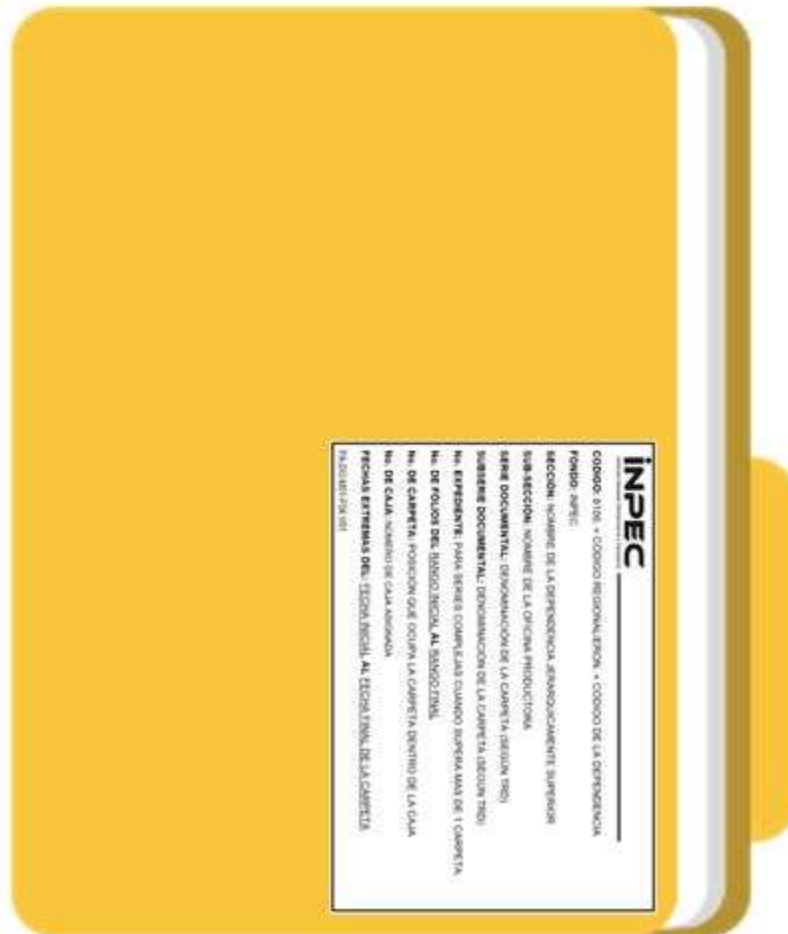 INPEC
CODIGO: 0100. + CODIGO REGIONAL/ERON. + CODIGO DE LA DEPENDENCIA
FONDO: INPEC
SECCIÓN: NOMBRE DE LA DEPENDENCIA JERARQUICAMENTE SUPERIOR
SUB-SECCIÓN: NOMBRE DE LA OFICINA PRODUCTORA
SERIE DOCUMENTAL: DENOMINACIÓN DE LA CARPETA (SEGÚN TRD)
SUBSERIE DOCUMENTAL: DENOMINACIÓN DE LA CARPETA (SEGÚN TRD)
No. EXPEDIENTE: PARA SERIES COMPLEJAS CUANDO SUPERA MAS DE 1 CARPETA
No. DE FOLIOS DEL RANGO INICIAL AL RANGO FINAL
No. DE CARPETA: POSICIÓN QUE OCUPA LA CARPETA DENTRO DE LA CAJA
No. DE CAJA: NÚMERO DE CAJA ASIGNADA
FECHAS EXTREMAS DEL: FECHA INICIAL AL FECHA FINAL DE LA CARPETA